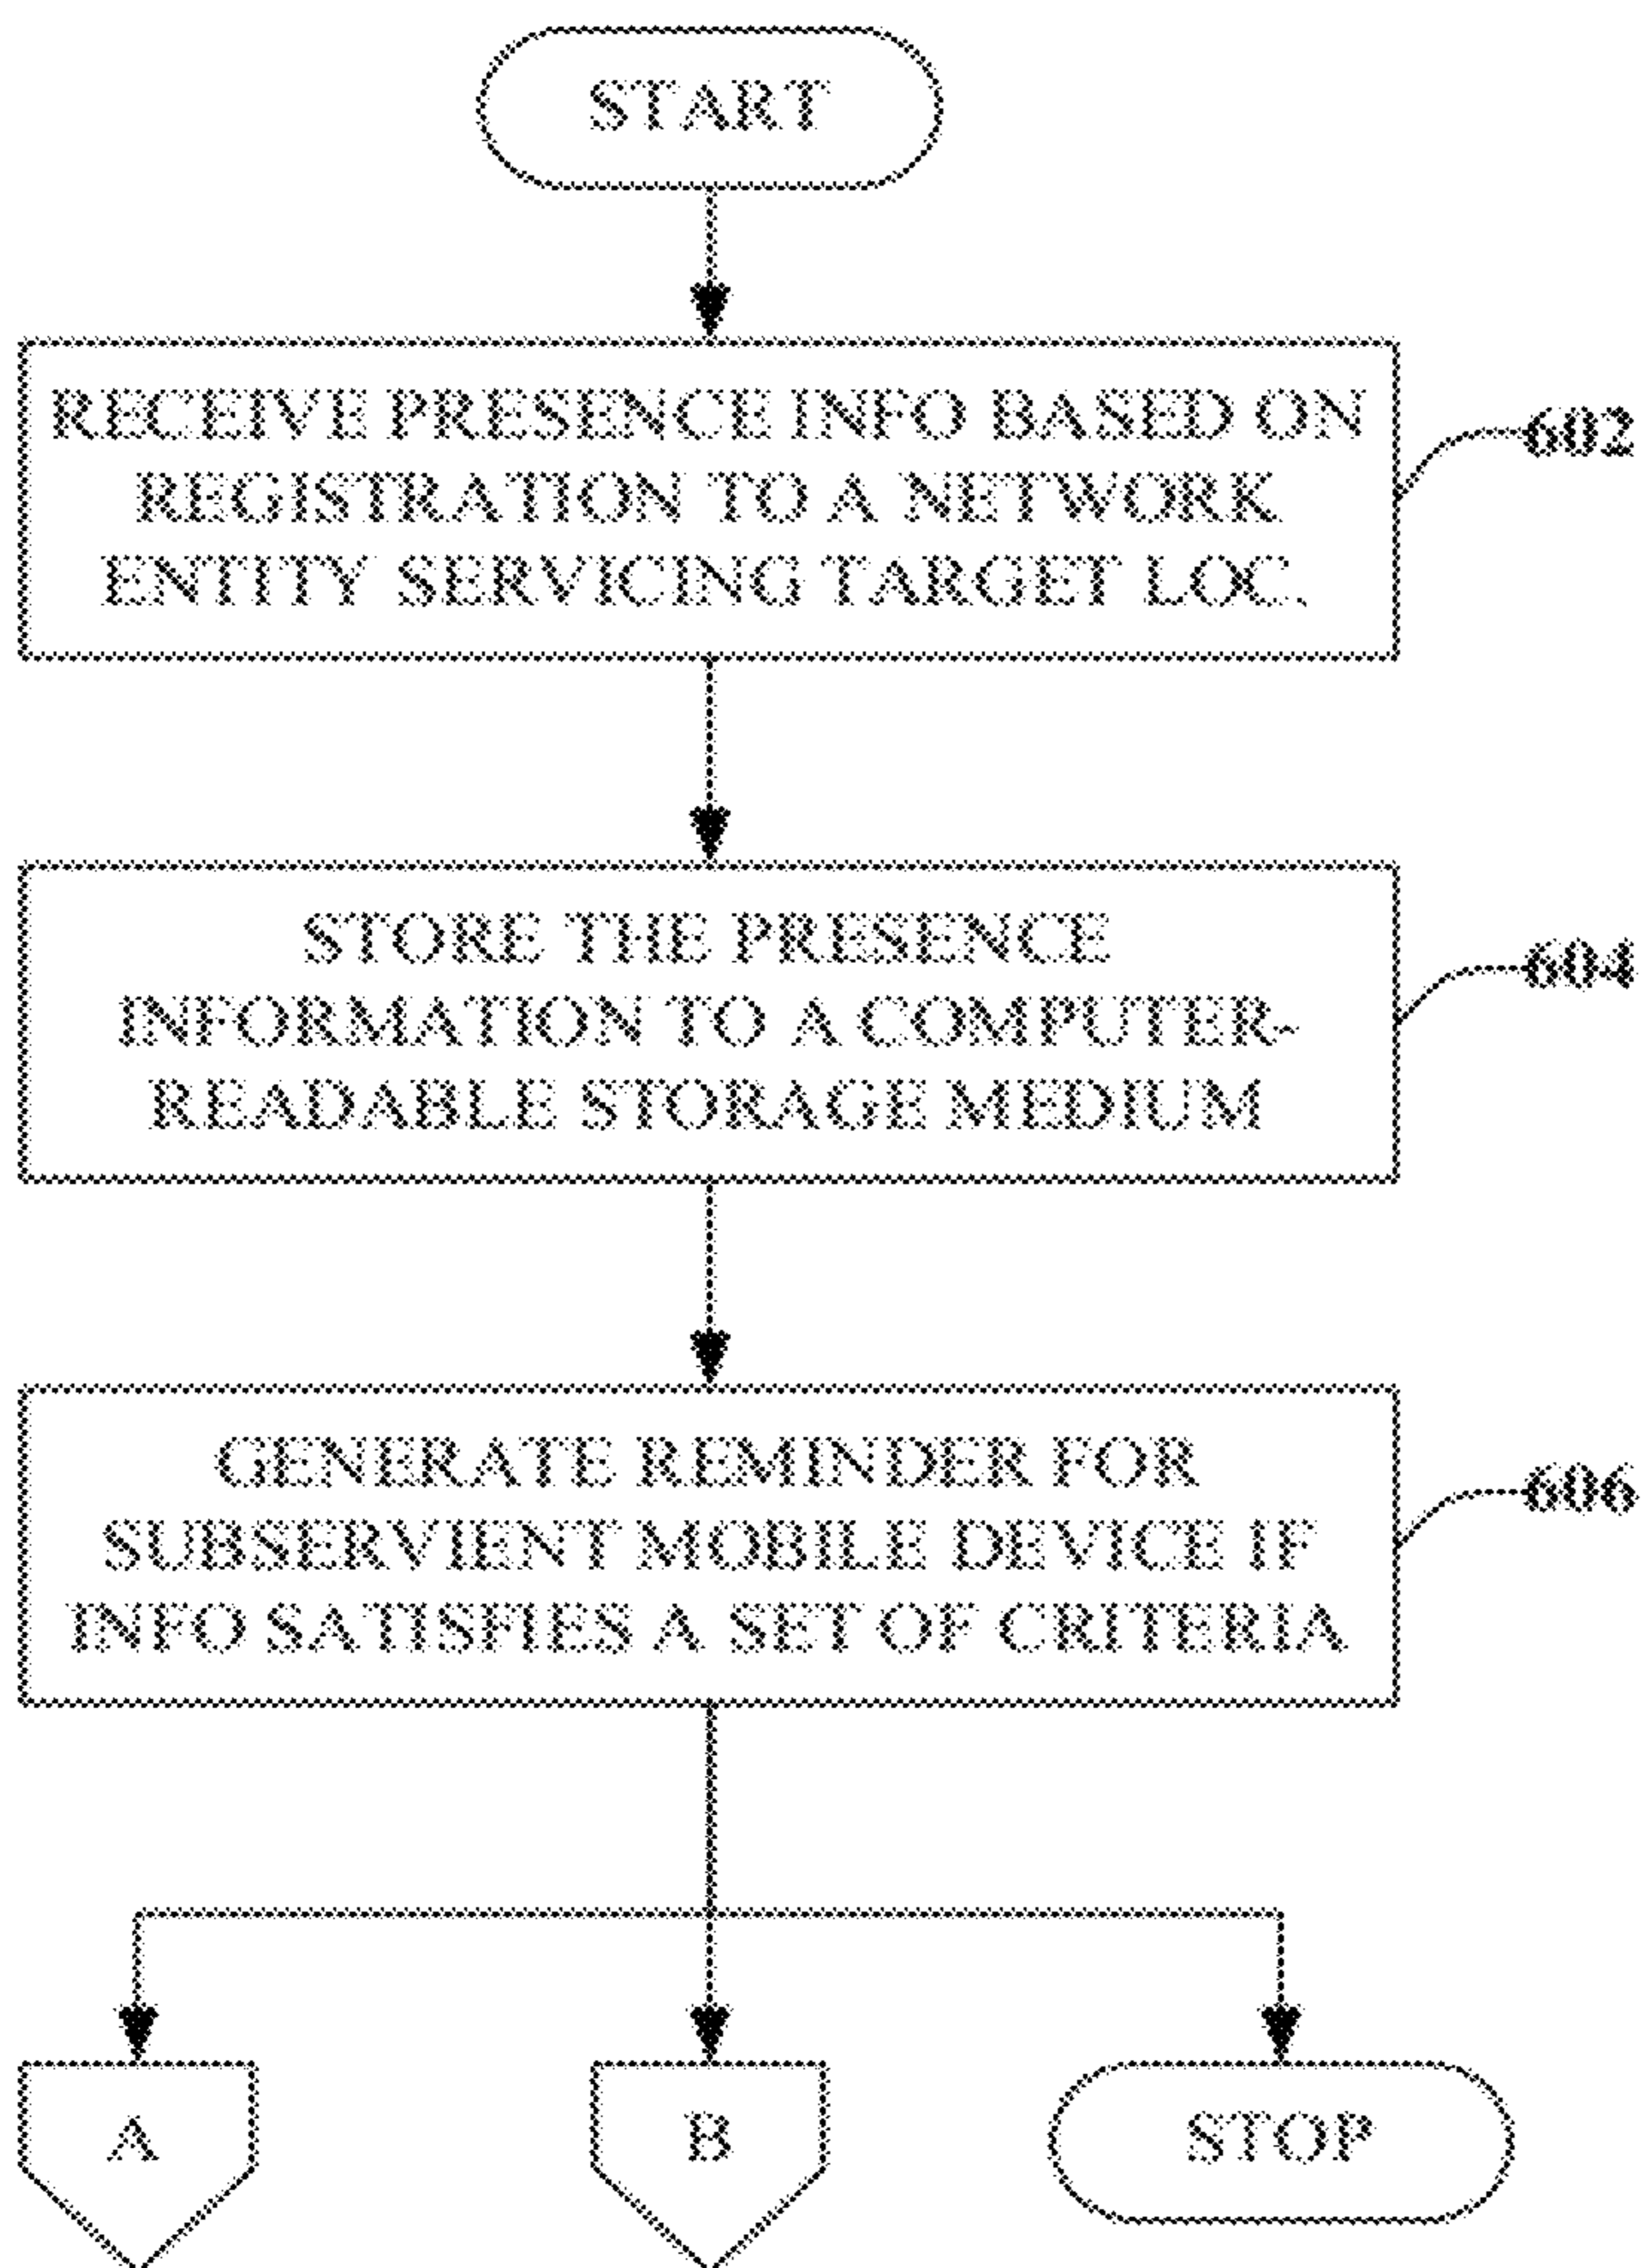 START
RECEIVE PRESENCE INFO BASED ON
REGISTRATION TO A NETWORK
ENTITY SERVICING TARGET LOC.
602
STORE THE PRESENCE
INFORMATION TO A COMPUTER-
READABLE STORAGE MEDIUM
604
GENERATE REMINDER FOR
SUBSERVIENT MOBILE DEVICE IF
INFO SATISFIES A SET OF CRITERIA
606
A
B
STOP